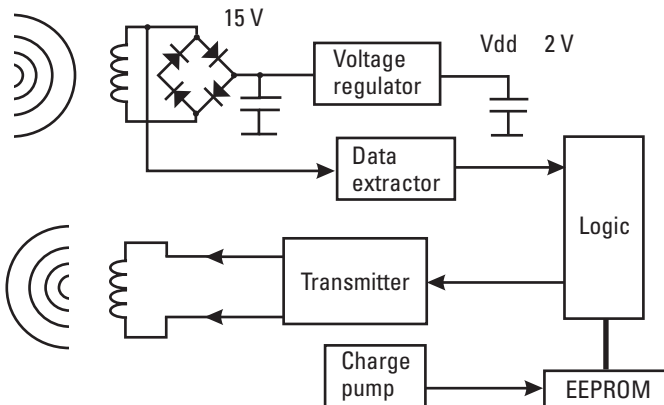 15 V
Voltage
regulator
Vdd 2 V
Data
extractor
Logic
Transmitter
Charge
pump
EEPROM